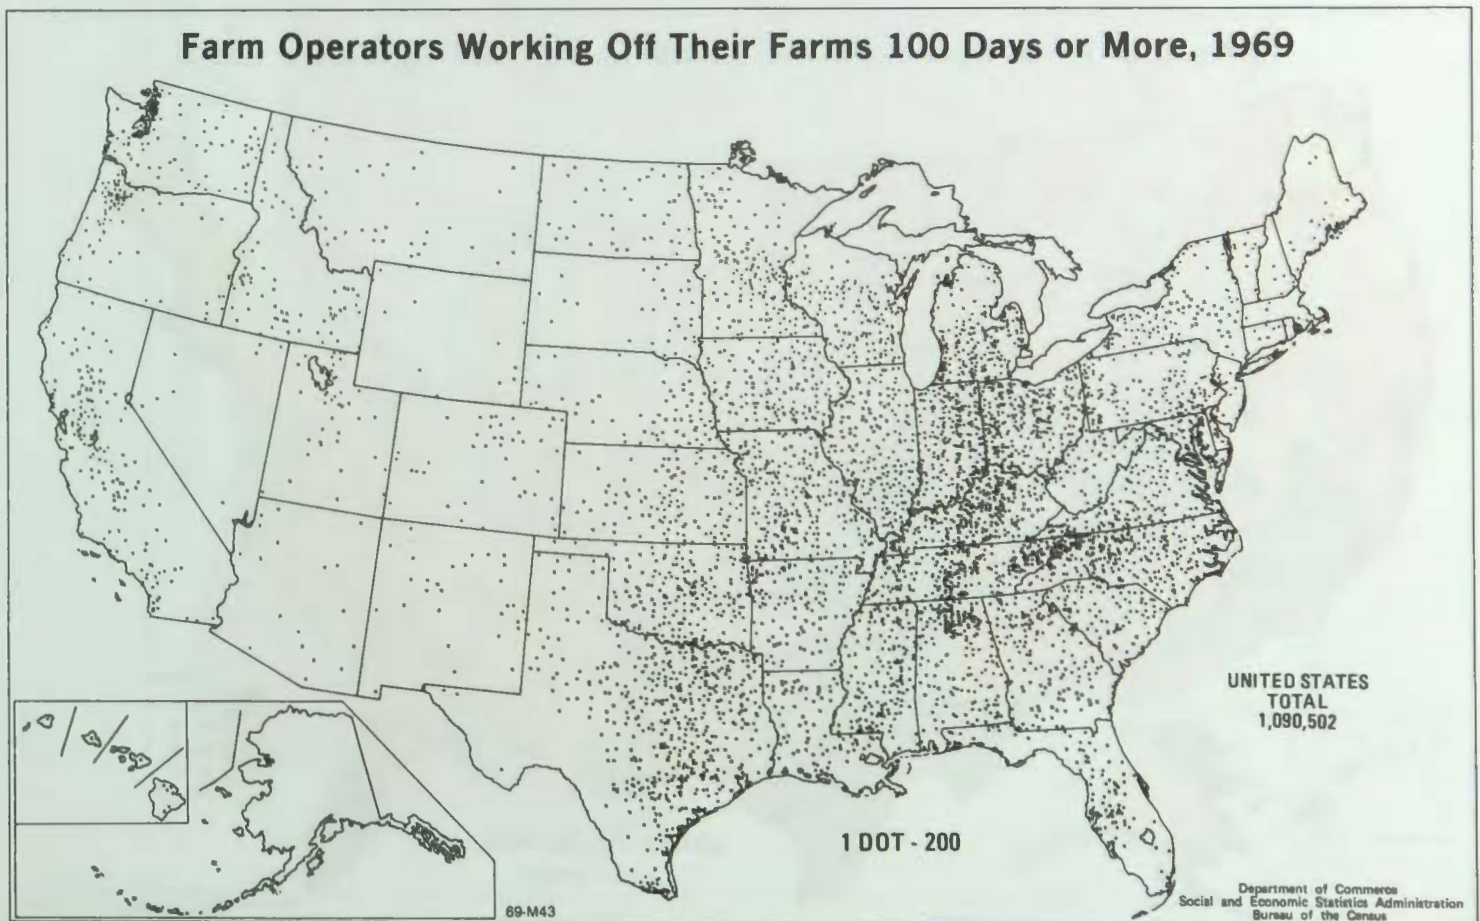 Farm Operators Working Off Their Farms 100 Days or More, 1969
UNITED STATES
TOTAL
1,090,502
1 DOT - 200
69-M43
Department of Commerce
Social and Economic Statistics Administration
Bureau of the Census